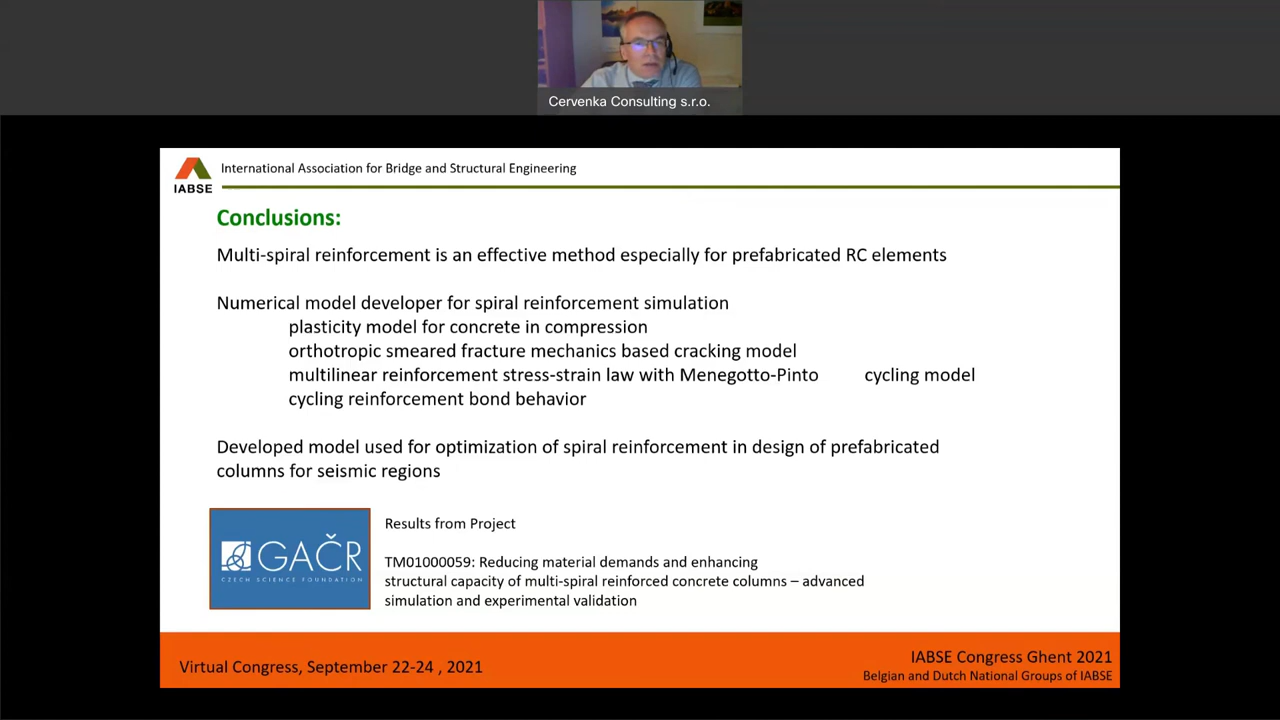 Cervenka Consulting s.r.o.
IABSE
International Association for Bridge and Structural Engineering
Conclusions:
Multi-spiral reinforcement is an effective method especially for prefabricated RC elements
Numerical model developer for spiral reinforcement simulation
plasticity model for concrete in compression
orthotropic smeared fracture mechanics based cracking model
multilinear reinforcement stress-strain law with Menegotto-Pinto cycling model
cycling reinforcement bond behavior
Developed model used for optimization of spiral reinforcement in design of prefabricated
columns for seismic regions
GAČR
CZECH SCIENCE FOUNDATION
Results from Project
TM01000059: Reducing material demands and enhancing
structural capacity of multi-spiral reinforced concrete columns – advanced
simulation and experimental validation
Virtual Congress, September 22-24 , 2021
IABSE Congress Ghent 2021
Belgian and Dutch National Groups of IABSE